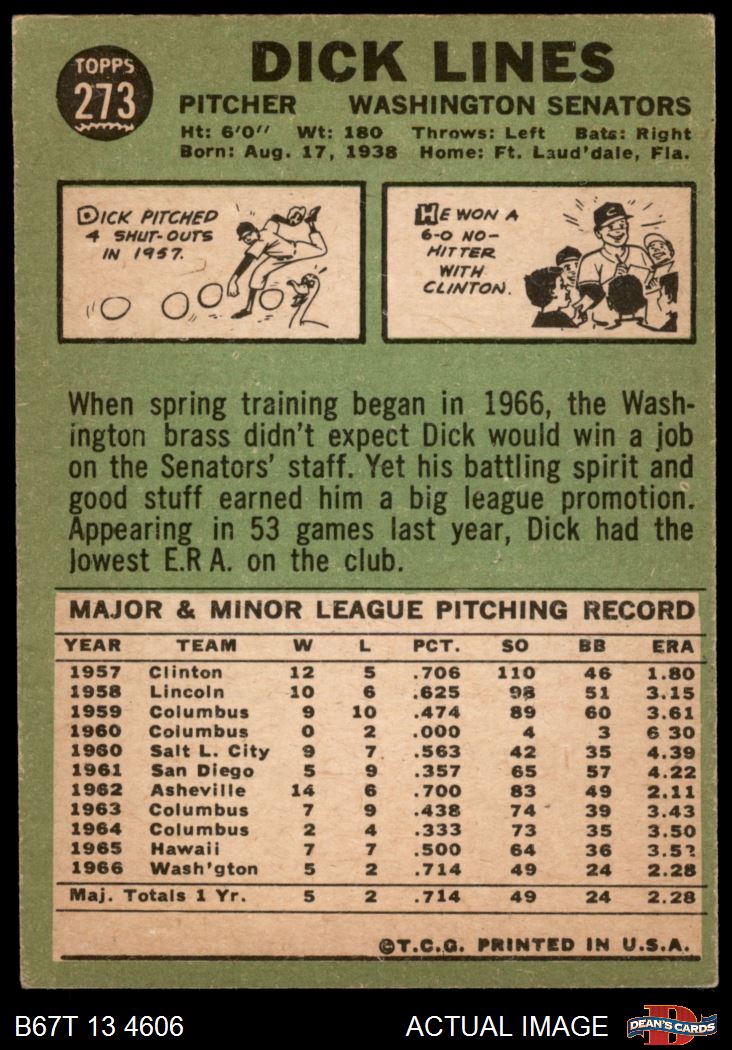 TOPPS
273
DICK LINES
PITCHER WASHINGTON SENATORS
Ht: 6'0" Wt: 180 Throws: Left Bats: Right
Born: Aug. 17, 1938 Home: Ft. Laud'dale, Fla.
DICK PITCHED
4 SHUT-OUTS
IN 1957.
HE WON A
6-0 NO-
HITTER
WITH
CLINTON.
When spring training began in 1966, the Wash-
ington brass didn't expect Dick would win a job
on the Senators' staff. Yet his battling spirit and
good stuff earned him a big league promotion.
Appearing in 53 games last year, Dick had the
lowest E.R A. on the club.
MAJOR & MINOR LEAGUE PITCHING RECORD
YEAR TEAM W L PCT. SO BB ERA
1957 Clinton 12 5 .706 110 46 1.80
1958 Lincoln 10 6 .625 98 51 3.15
1959 Columbus 9 10 .474 89 60 3.61
1960 Columbus 0 2 .000 4 3 6 30
1960 Salt L. City 9 7 .563 42 35 4.39
1961 San Diego 5 9 .357 65 57 4.22
1962 Asheville 14 6 .700 83 49 2.11
1963 Columbus 7 9 .438 74 39 3.43
1964 Columbus 2 4 .333 73 35 3.50
1965 Hawaii 7 7 .500 64 36
1966 Wash'gton 5 2 .714 49 24 2.28
Maj. Totals 1 Yr. 5 2 .714 49 24 2.28
©T.C.G. PRINTED IN U.S.A.
B67T 13 4606 ACTUAL IMAGE
D
DEAN'S CARDS